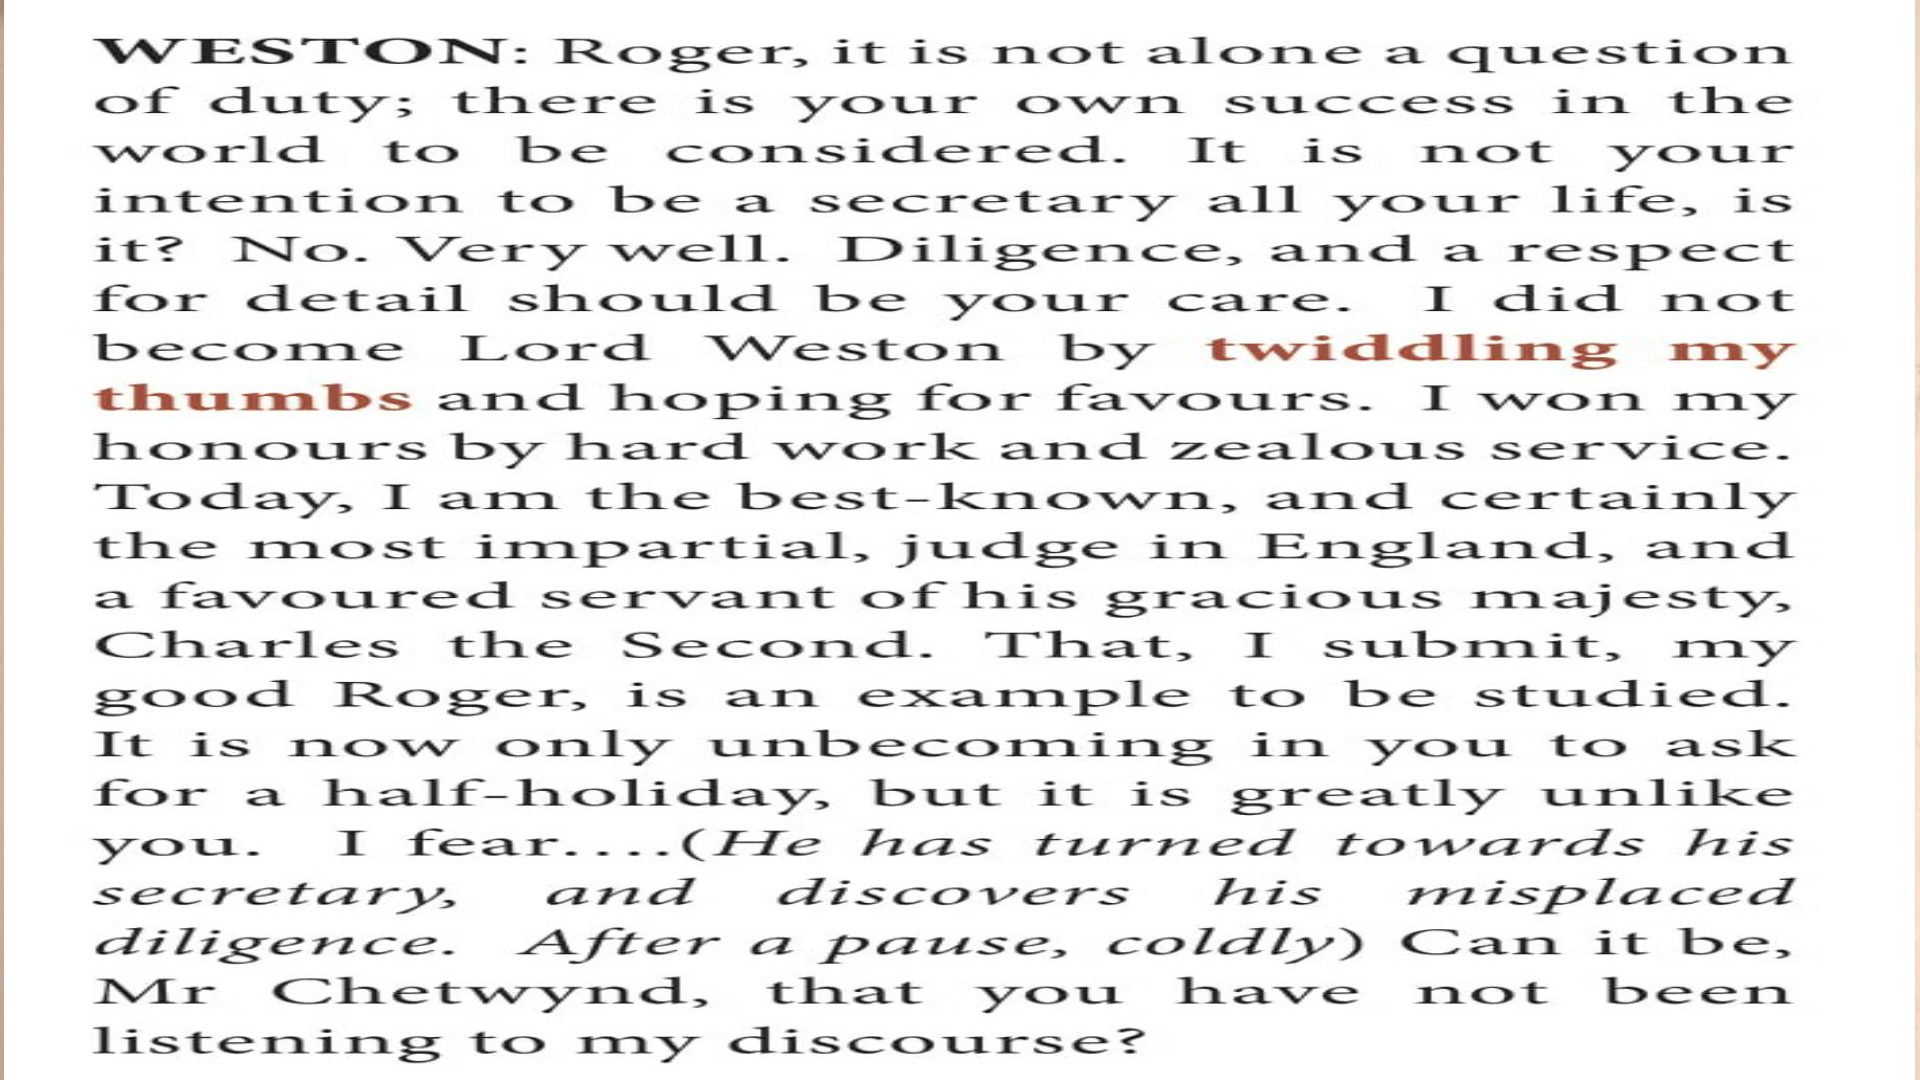 WESTON: Roger, it is not alone a question
of duty; there is your own success in the
world to be considered. It is not your
intention to be a secretary all your life, is
it? No. Very well. Diligence, and a respect
for detail should be your care. I did not
become Lord Weston by twiddling my
thumbs and hoping for favours. I won my
honours by hard work and zealous service.
Today, I am the best-known, and certainly
the most impartial, judge in England, and
a favoured servant of his gracious majesty,
Charles the Second. That, I submit, my
good Roger, is an example to be studied.
It is now only unbecoming in you to ask
for a half-holiday, but it is greatly unlike
you. I fear....(He has turned towards his
secretary, and discovers his misplaced
diligence. After a pause, coldly) Can it be,
Mr Chetwynd, that you have not been
listening to my discourse?